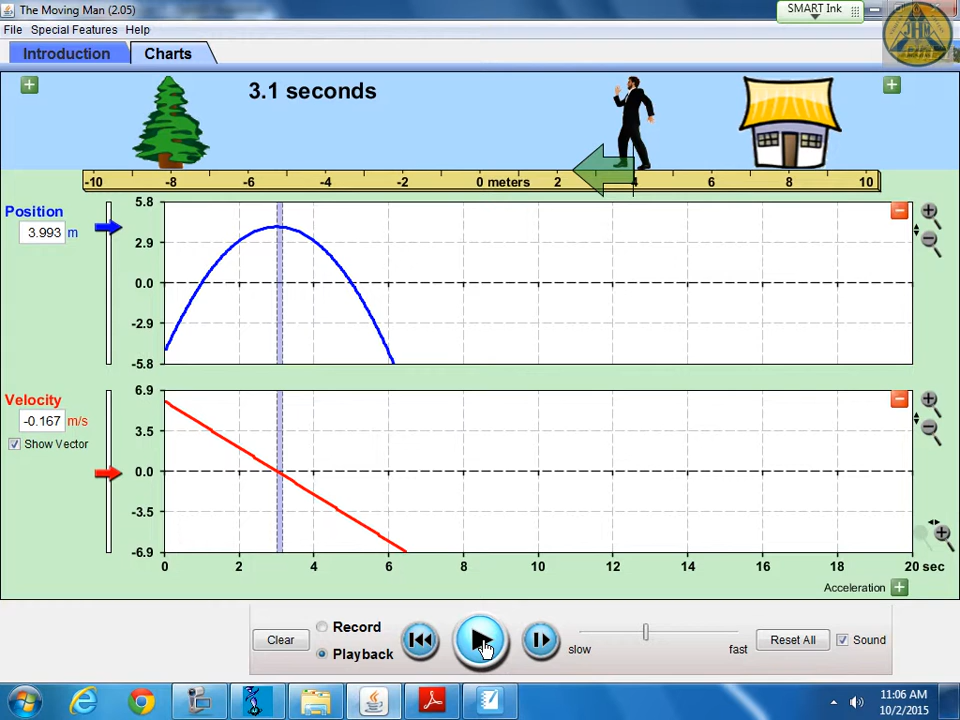 The Moving Man (2.05)
SMART Ink
File Special Features Help
JHM
Introduction Charts
3.1 seconds
-10 -8 -6 -4 -2 0 meters 2 4 6 8 10
Position
3.993 m
5.8
2.9
0.0
-2.9
-5.8
Velocity
-0.167 m/s
Show Vector
6.9
3.5
0.0
-3.5
-6.9
0 2 4 6 8 10 12 14 16 18 20 sec
Acceleration
Clear
Record
Playback
slow
fast
Reset All
Sound
11:06 AM
10/2/2015